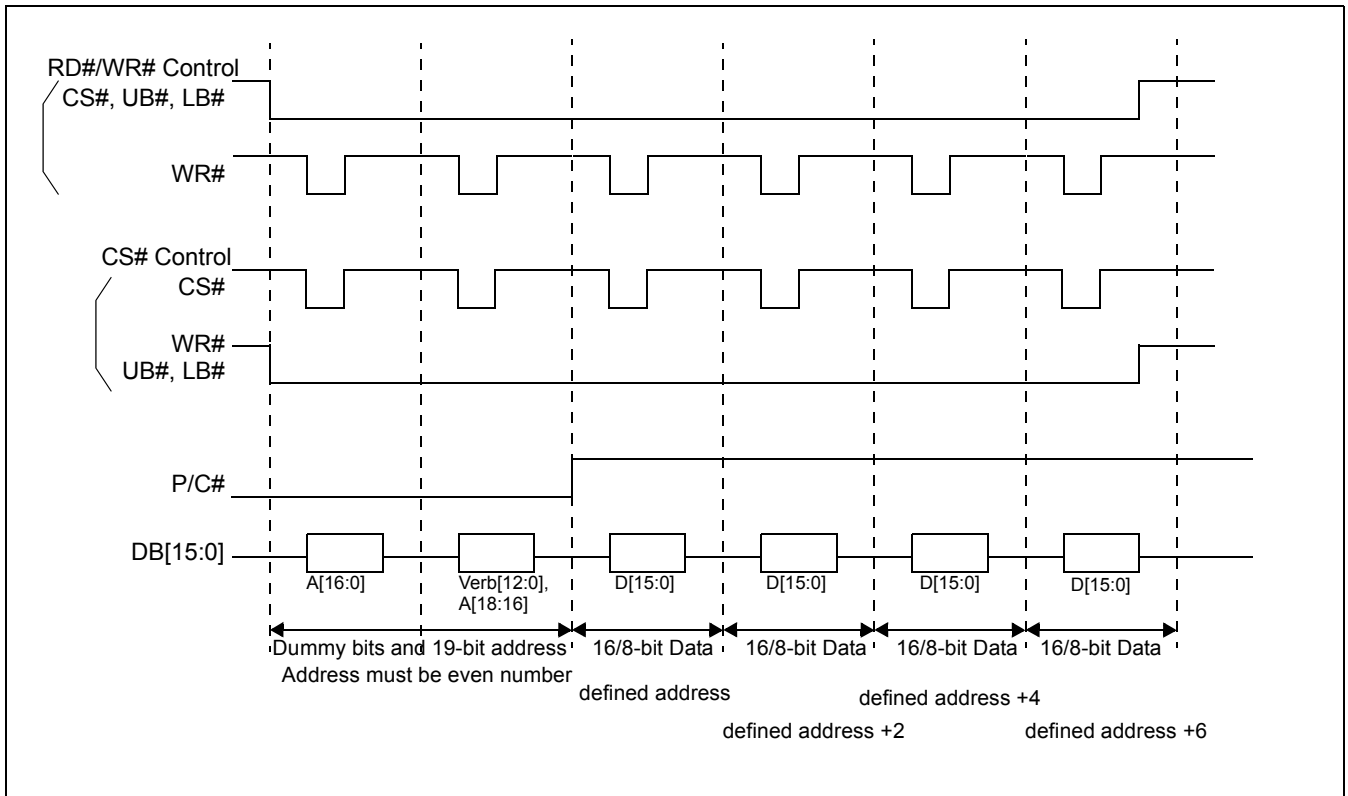 RD#/WR# Control
CS#, UB#, LB#
WR#
CS# Control
CS#
WR#
UB#, LB#
P/C#
DB[15:0]
A[16:0]
Verb[12:0],
A[18:16]
D[15:0]
D[15:0]
D[15:0]
D[15:0]
Dummy bits and 19-bit address
Address must be even number
16/8-bit Data
16/8-bit Data
16/8-bit Data
16/8-bit Data
defined address
defined address +2
defined address +4
defined address +6